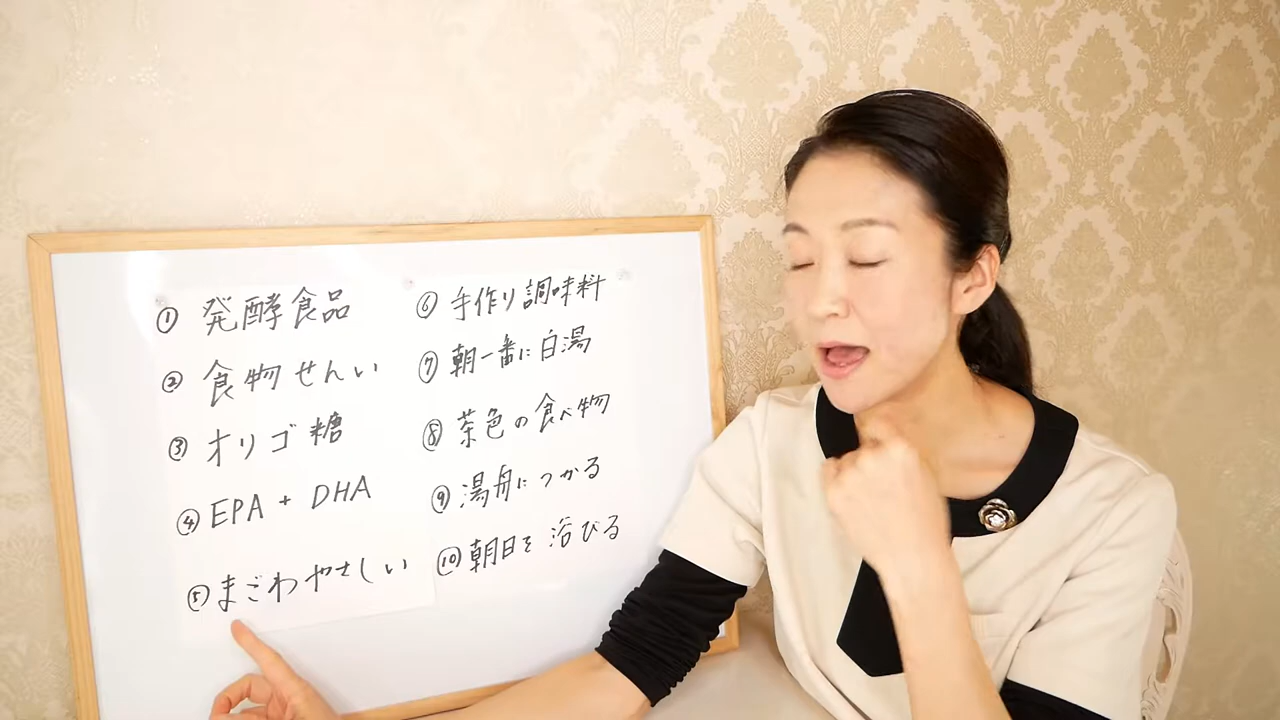 ① 発酵食品
② 食物せんい
③ オリゴ糖
④ EPA + DHA
⑤ まごわやさしい
⑥ 手作り調味料
⑦ 朝一番に白湯
⑧ 茶色の食べ物
⑨ 湯舟につかる
⑩ 朝日を浴びる